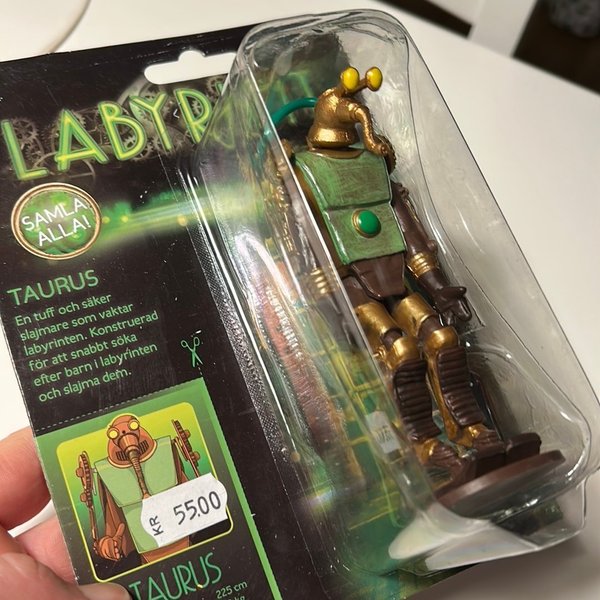 SAMLA
ALLA!
TAURUS
En tuff och säker
slajmare som vaktar
labyrinten. Konstruerad
för att snabbt söka
efter barn i labyrinten
och slajma dem.
KR 55.00
TAURUS
225 cm